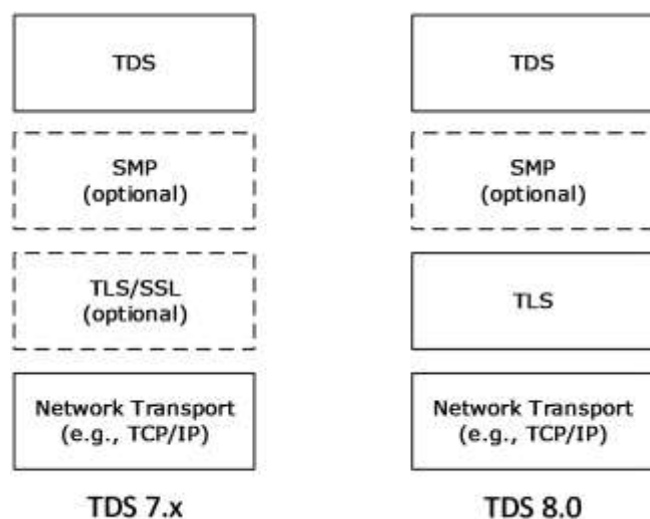 TDS
SMP
(optional)
TLS/SSL
(optional)
Network Transport
(e.g., TCP/IP)
TDS 7.x
TDS
SMP
(optional)
TLS
Network Transport
(e.g., TCP/IP)
TDS 8.0